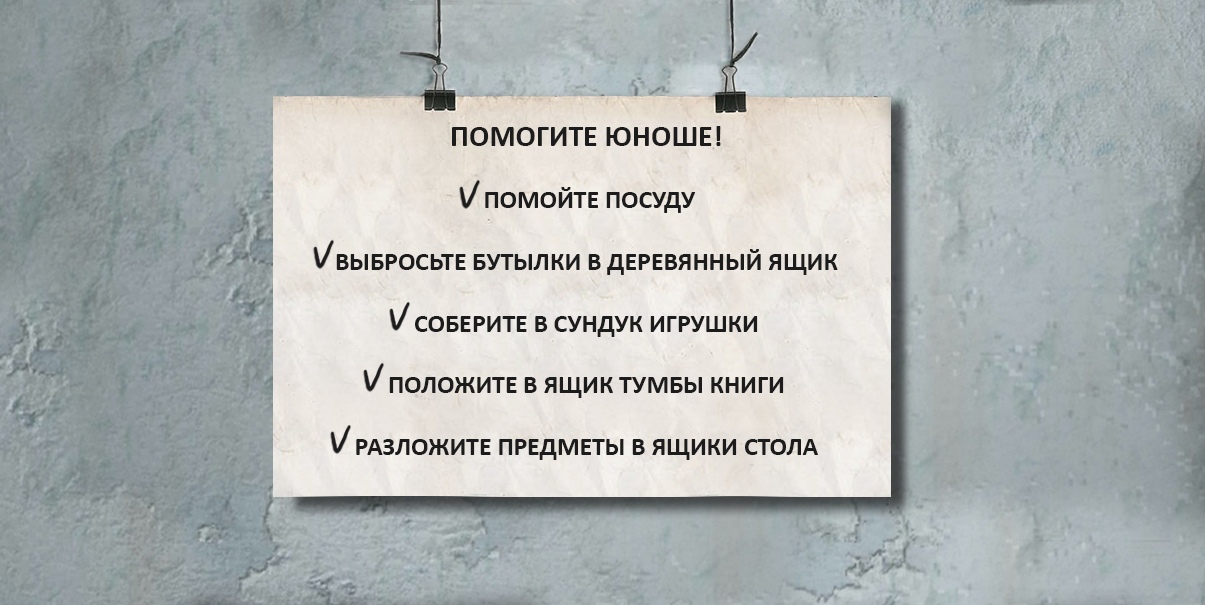 ПОМОГИТЕ ЮНОШЕ!
✓ ПОМОЙТЕ ПОСУДУ
✓ ВЫБРОСЬТЕ БУТЫЛКИ В ДЕРЕВЯННЫЙ ЯЩИК
✓ СОБЕРИТЕ В СУНДУК ИГРУШКИ
✓ ПОЛОЖИТЕ В ЯЩИК ТУМБЫ КНИГИ
✓ РАЗЛОЖИТЕ ПРЕДМЕТЫ В ЯЩИКИ СТОЛА